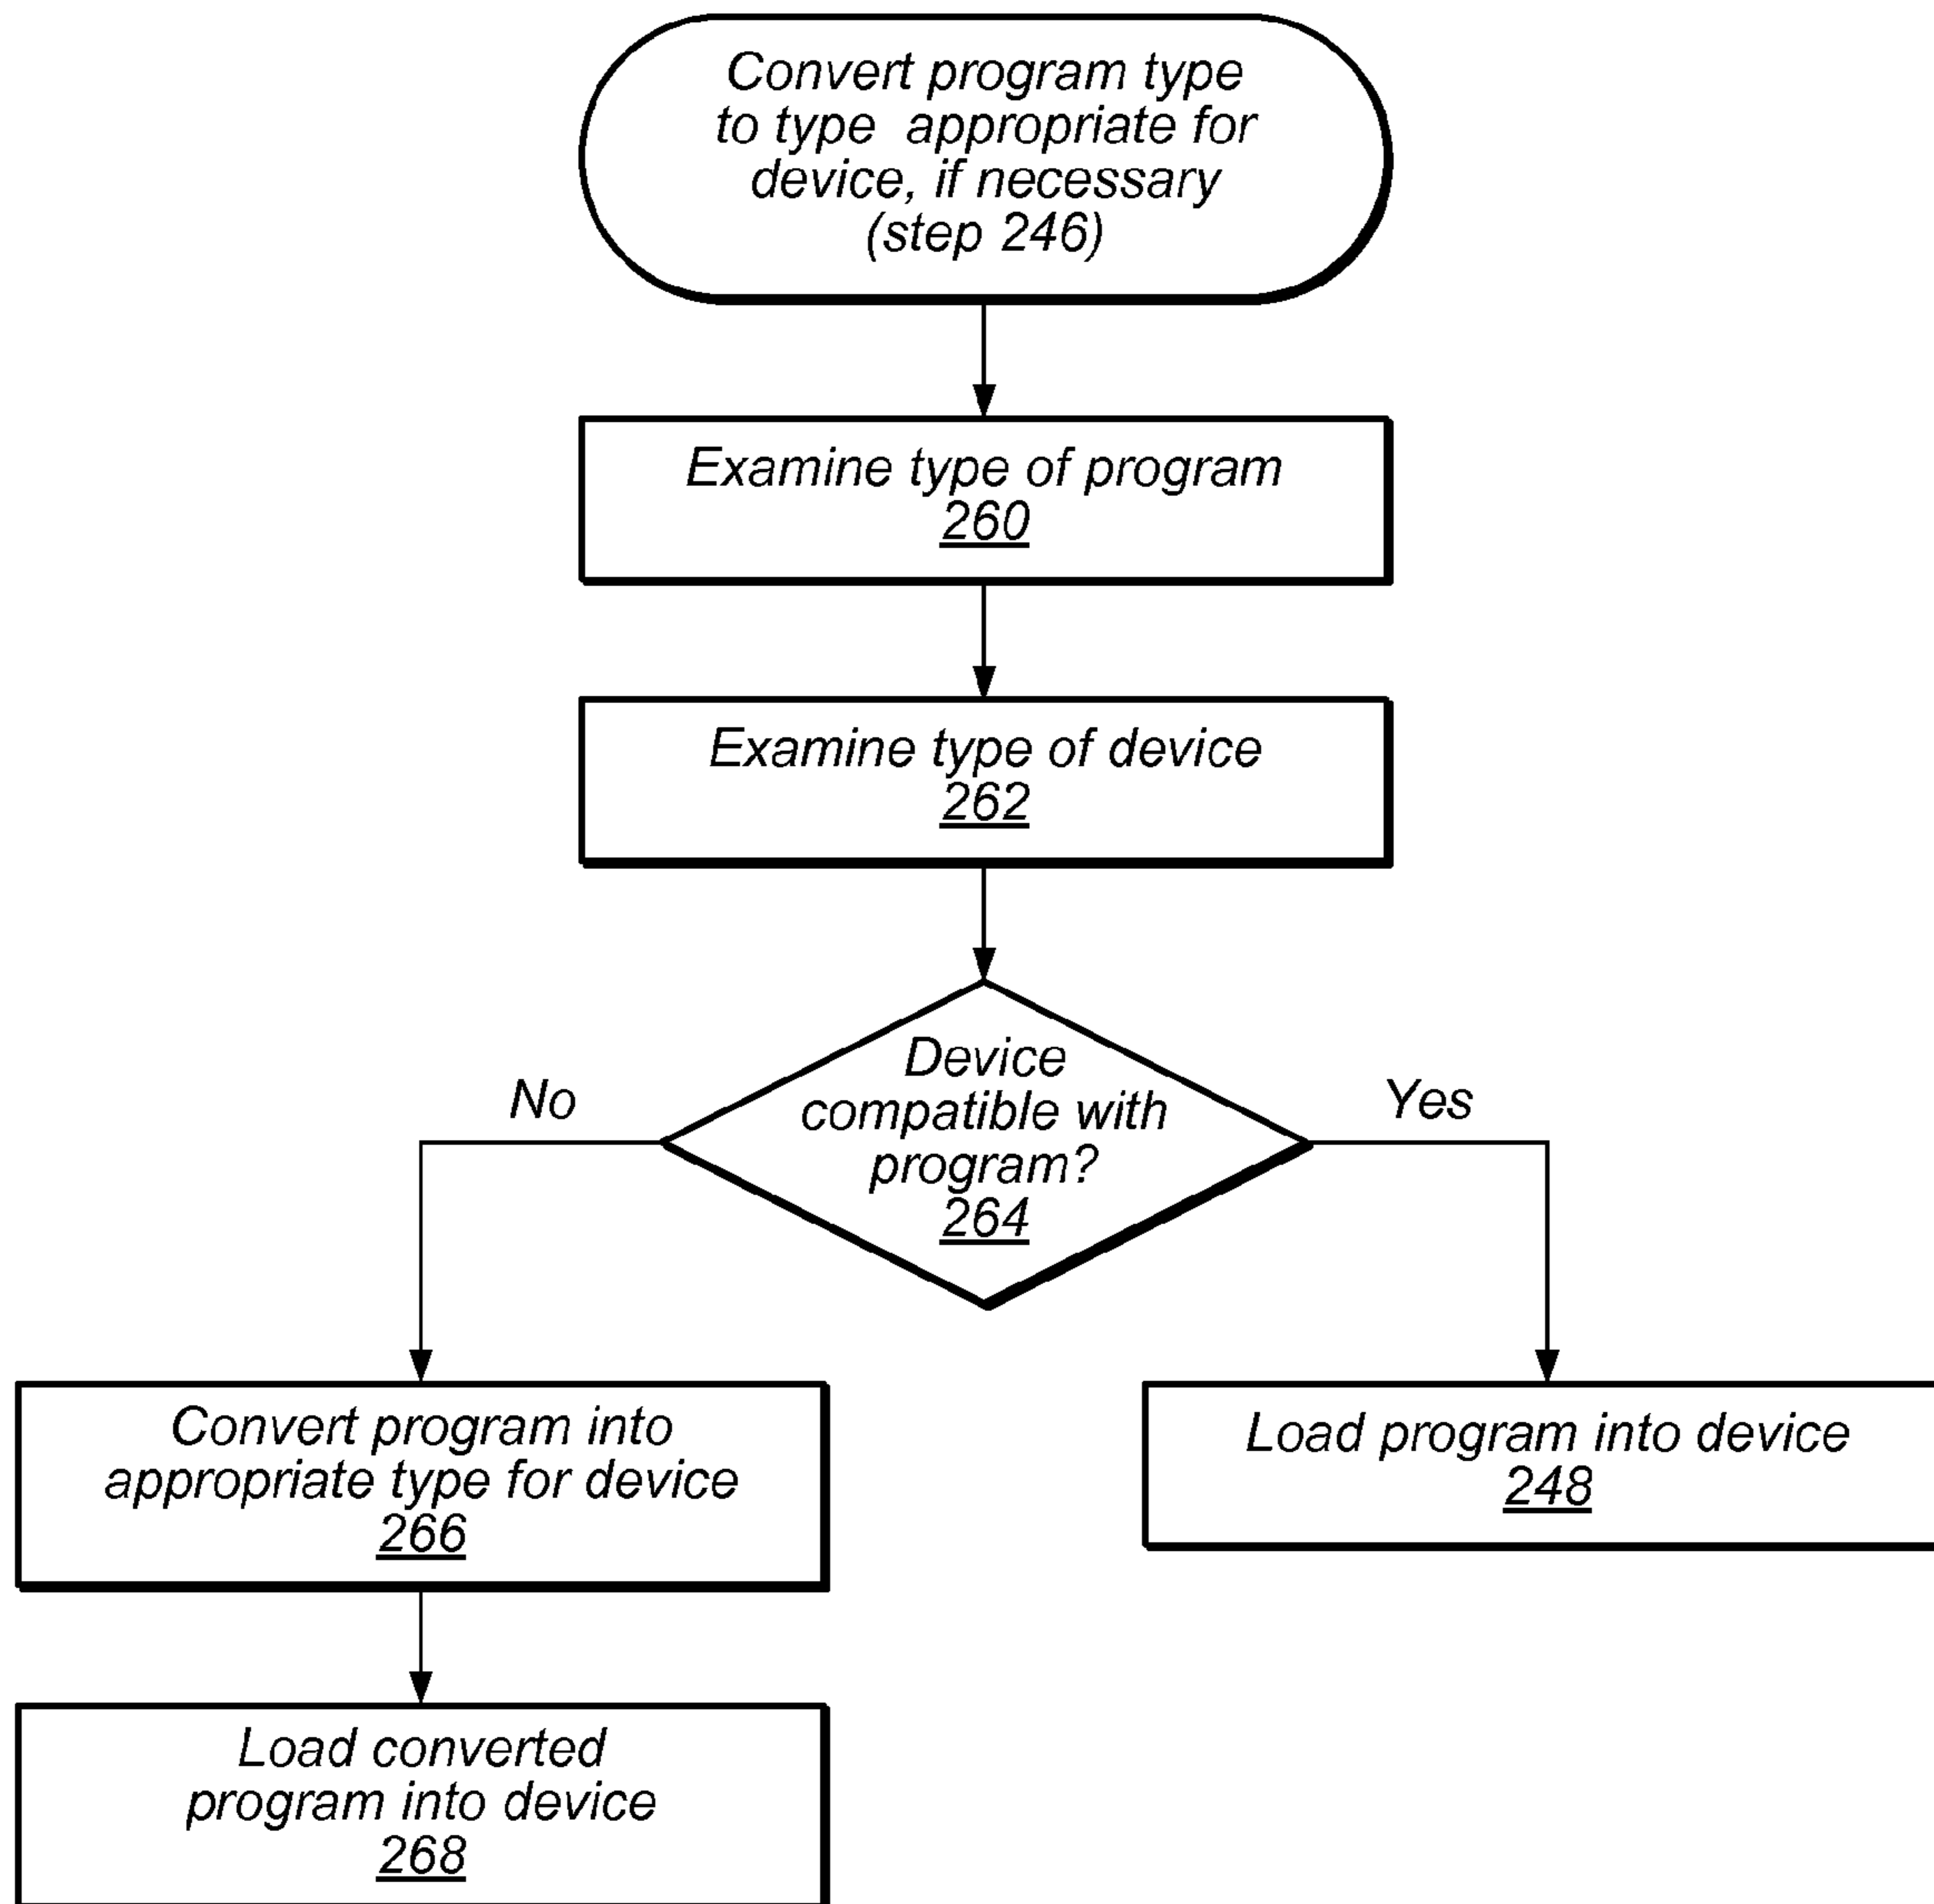 Convert program type
to type appropriate for
device, if necessary
(step 246)
Examine type of program
260
Examine type of device
262
Device
compatible with
program?
264
No
Yes
Convert program into
appropriate type for device
266
Load program into device
248
Load converted
program into device
268